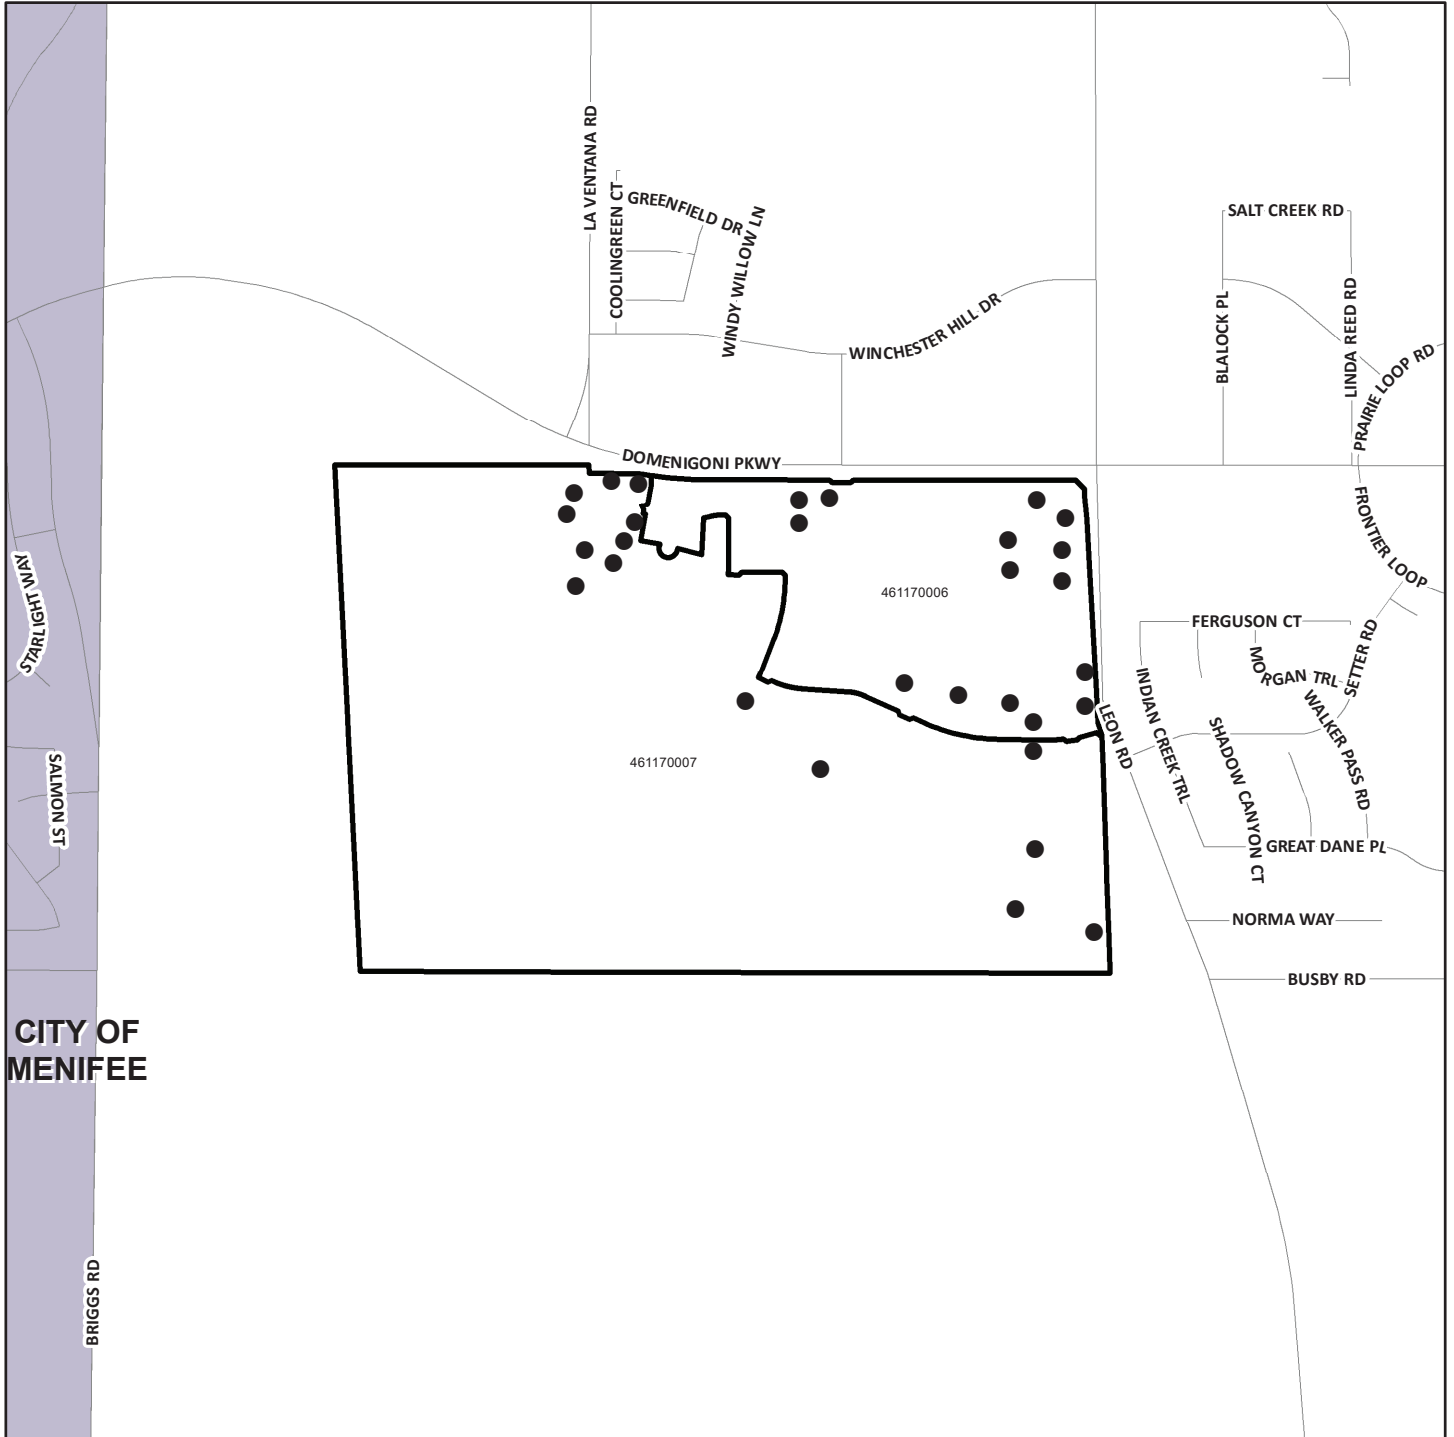 LA VENTANA RD
COOLINGREEN CT
GREENFIELD DR
WINDY WILLOW LN
WINCHESTER HILL DR
SALT CREEK RD
BLALOCK PL
LINDA REED RD
PRAIRIE LOOP RD
DOMENIGONI PKWY
FRONTIER LOOP
STARLIGHT WAY
461170006
FERGUSON CT
MORGAN TRL
SETTER RD
INDIAN CREEK TRL
WALKER PASS RD
LEON RD
SHADOW CANYON CT
461170007
SALMON ST
GREAT DANE PL
NORMA WAY
BUSBY RD
CITY OF
MENIFEE
BRIGGS RD